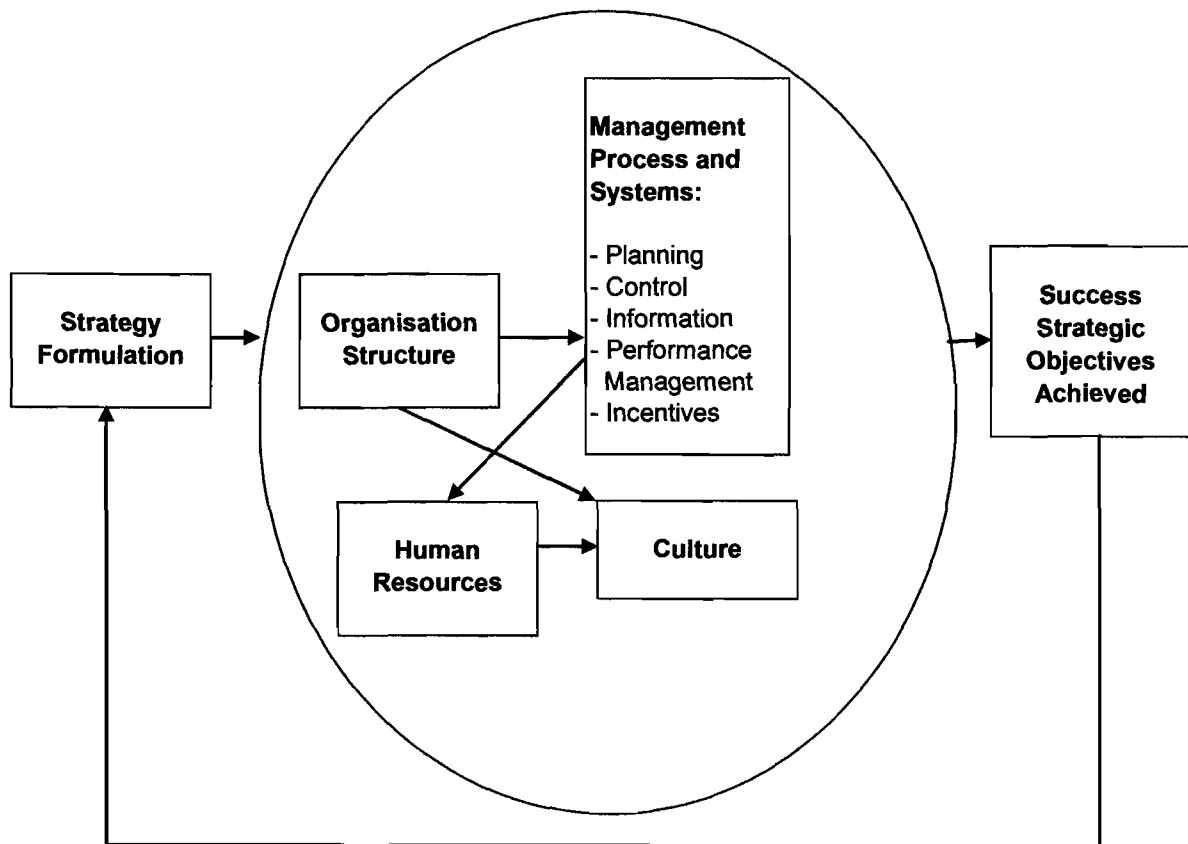 Management
Process and
Systems:
- Planning
- Control
- Information
- Performance
Management
- Incentives
Strategy
Formulation
Organisation
Structure
Success
Strategic
Objectives
Achieved
Human
Resources
Culture